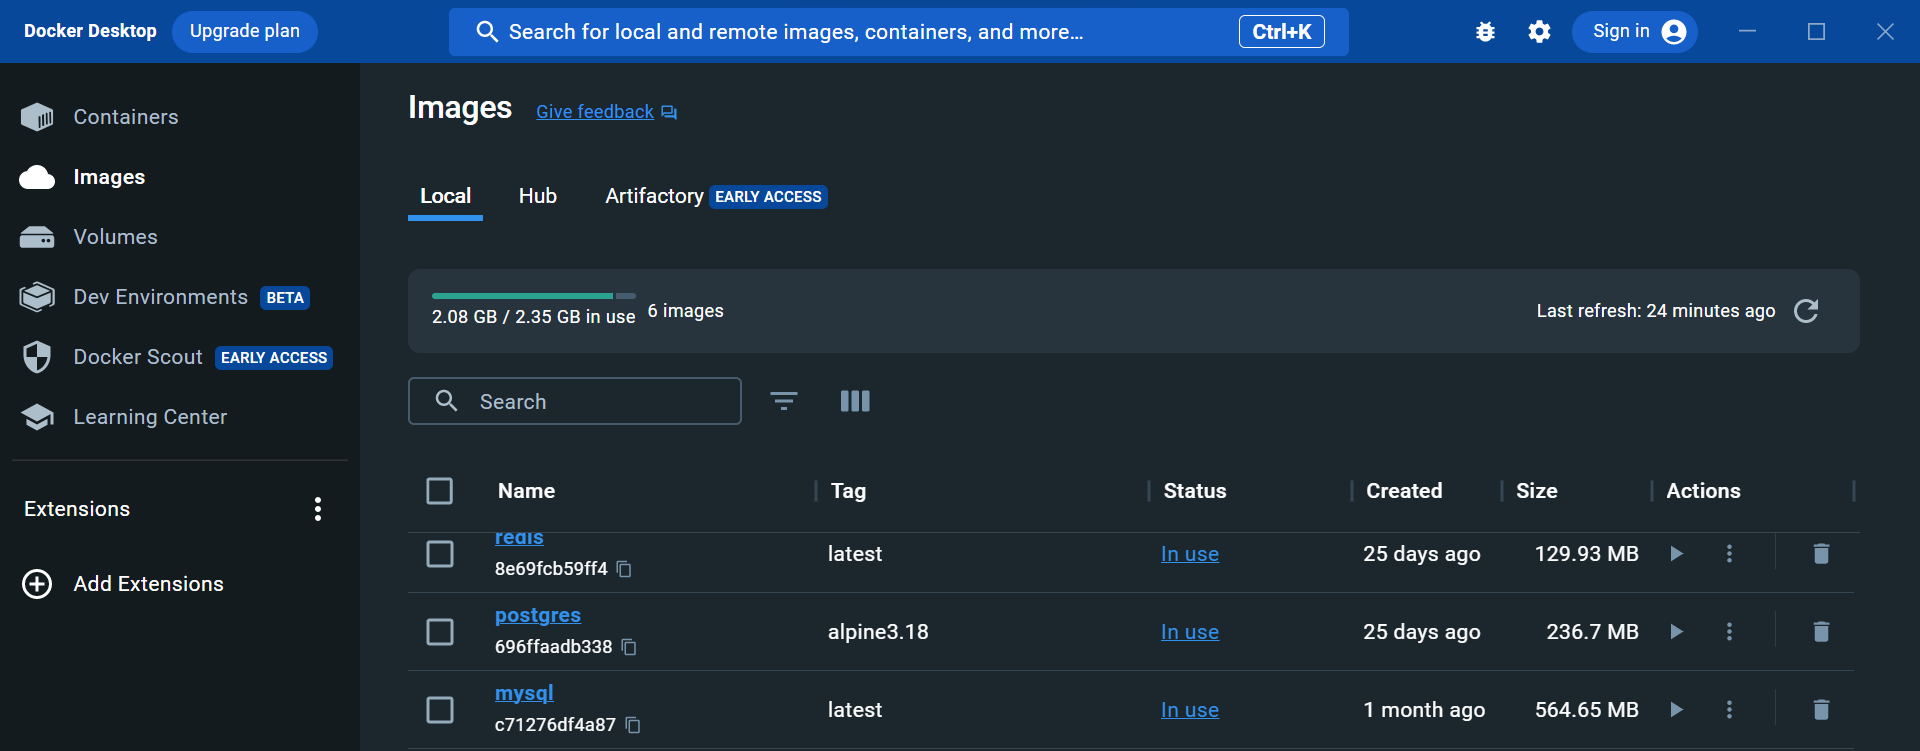 Docker Desktop Upgrade plan Search for local and remote images, containers, and more... Ctrl+K Sign in
Containers
Images
Volumes
Dev Environments BETA
Docker Scout EARLY ACCESS
Learning Center
Extensions
Add Extensions
Images Give feedback
Local Hub Artifactory EARLY ACCESS
2.08 GB / 2.35 GB in use 6 images Last refresh: 24 minutes ago
Search
Name Tag Status Created Size Actions
redis
8e69fcb59ff4 latest In use 25 days ago 129.93 MB
postgres
696ffaadb338 alpine3.18 In use 25 days ago 236.7 MB
mysql
c71276df4a87 latest In use 1 month ago 564.65 MB